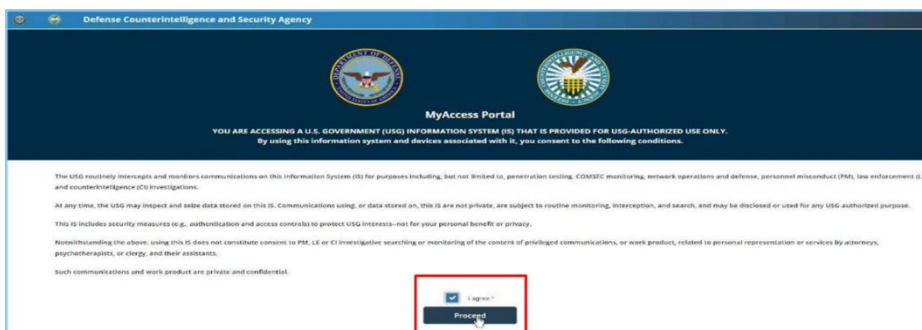 Defense Counterintelligence and Security Agency
MyAccess Portal
YOU ARE ACCESSING A U.S. GOVERNMENT (USG) INFORMATION SYSTEM (IS) THAT IS PROVIDED FOR USG-AUTHORIZED USE ONLY.
By using this information system and devices associated with it, you consent to the following conditions.
The USG routinely intercepts and monitors communications on this Information System (IS) for purposes including, but not limited to, penetration testing, COMSEC monitoring, network operations and defense, personnel misconduct (PM), law enforcement (L
and counterintelligence (CI) investigations.
At any time, the USG may inspect and seize data stored on this IS. Communications using, or data stored on, this IS are not private, are subject to routine monitoring, interception, and search, and may be disclosed or used for any USG-authorized purpose.
This IS includes security measures (e.g., authentication and access controls) to protect USG interests--not for your personal benefit or privacy.
Notwithstanding the above, using this IS does not constitute consent to PM, LE or CI investigative searching or monitoring of the content of privileged communications, or work product, related to personal representation or services by attorneys,
psychotherapists, or clergy, and their assistants.
Such communications and work product are private and confidential.
I agree *
Proceed